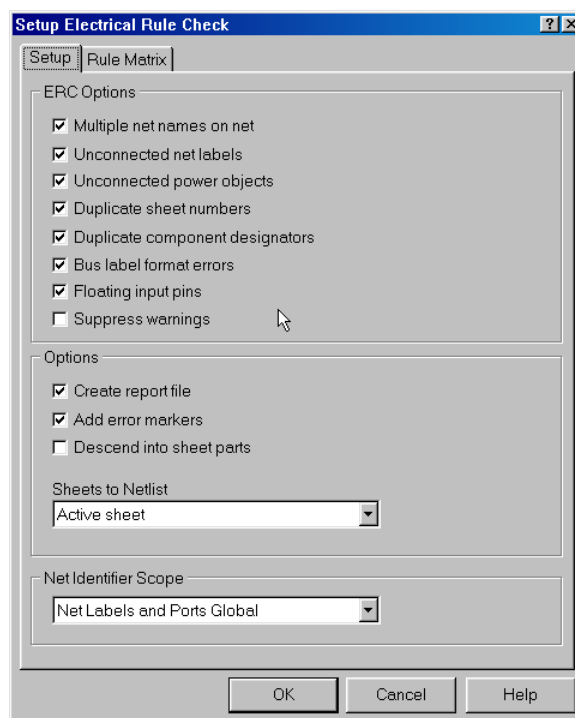 Setup Electrical Rule Check
Setup Rule Matrix
ERC Options
Multiple net names on net
Unconnected net labels
Unconnected power objects
Duplicate sheet numbers
Duplicate component designators
Bus label format errors
Floating input pins
Suppress warnings
Options
Create report file
Add error markers
Descend into sheet parts
Sheets to Netlist
Active sheet
Net Identifier Scope
Net Labels and Ports Global
OK Cancel Help